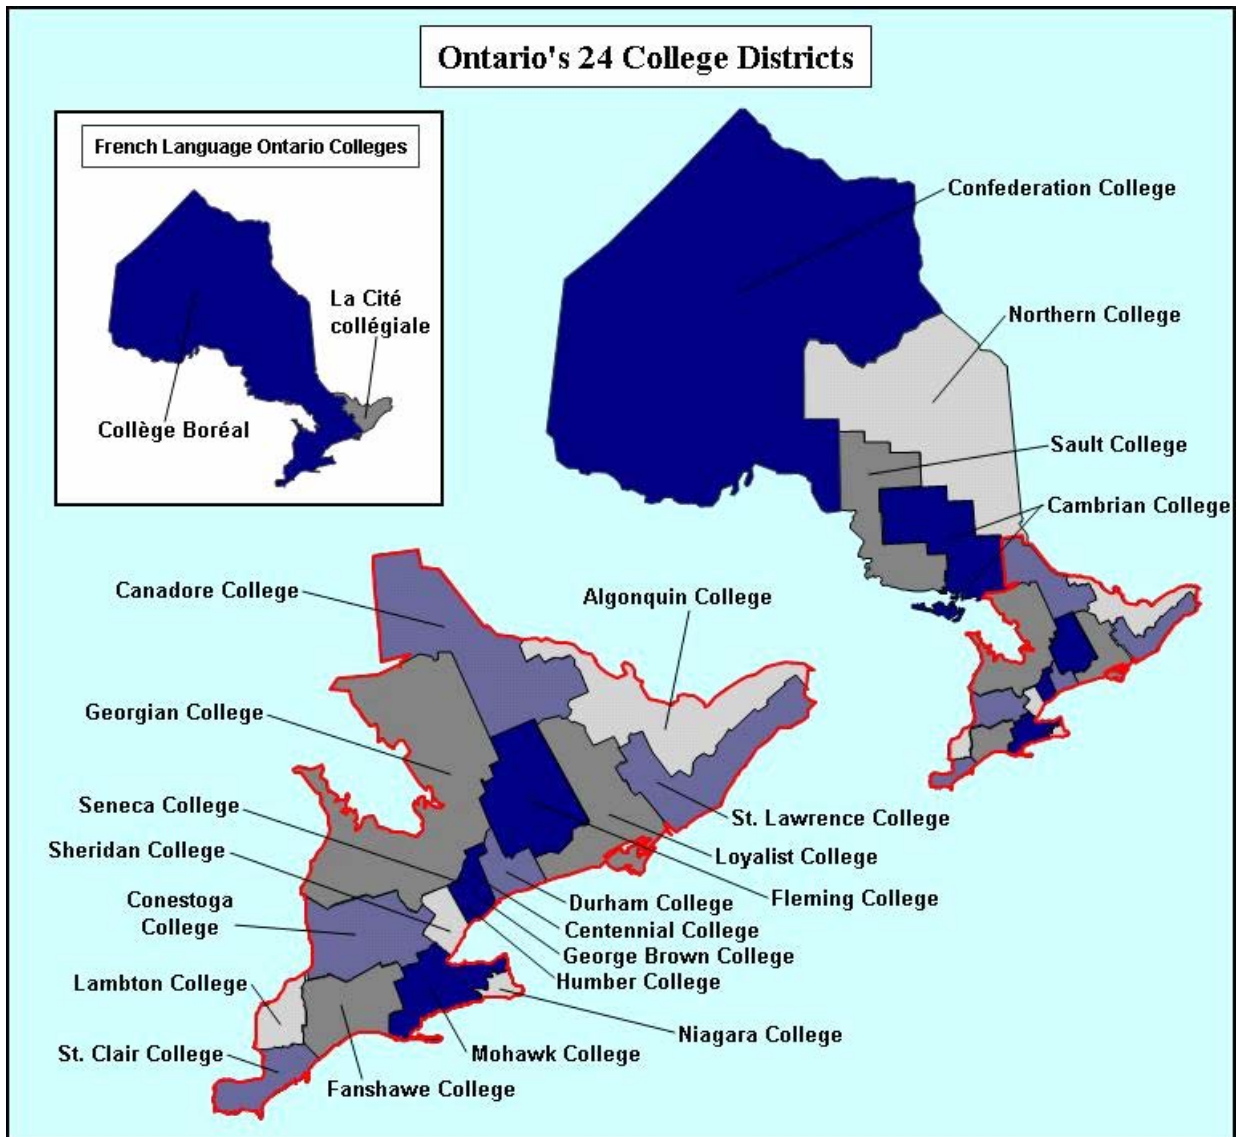 Ontario's 24 College Districts
French Language Ontario Colleges
La Cité
collégiale
Collège Boréal
Confederation College
Northern College
Sault College
Cambrian College
Canadore College
Algonquin College
Georgian College
Seneca College
Sheridan College
Conestoga
College
Lambton College
St. Clair College
Fanshawe College
Mohawk College
Niagara College
Humber College
George Brown College
Centennial College
Durham College
Fleming College
Loyalist College
St. Lawrence College